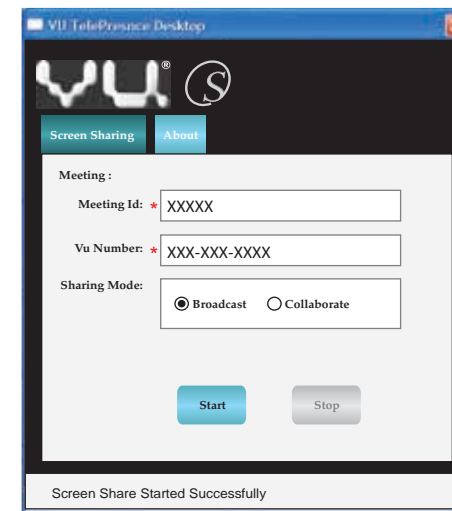 VU TelePresnce Desktop
VU® S
Screen Sharing About
Meeting :
Meeting Id: * XXXXX
Vu Number: * XXX-XXX-XXXX
Sharing Mode:
Broadcast Collaborate
Start Stop
Screen Share Started Successfully